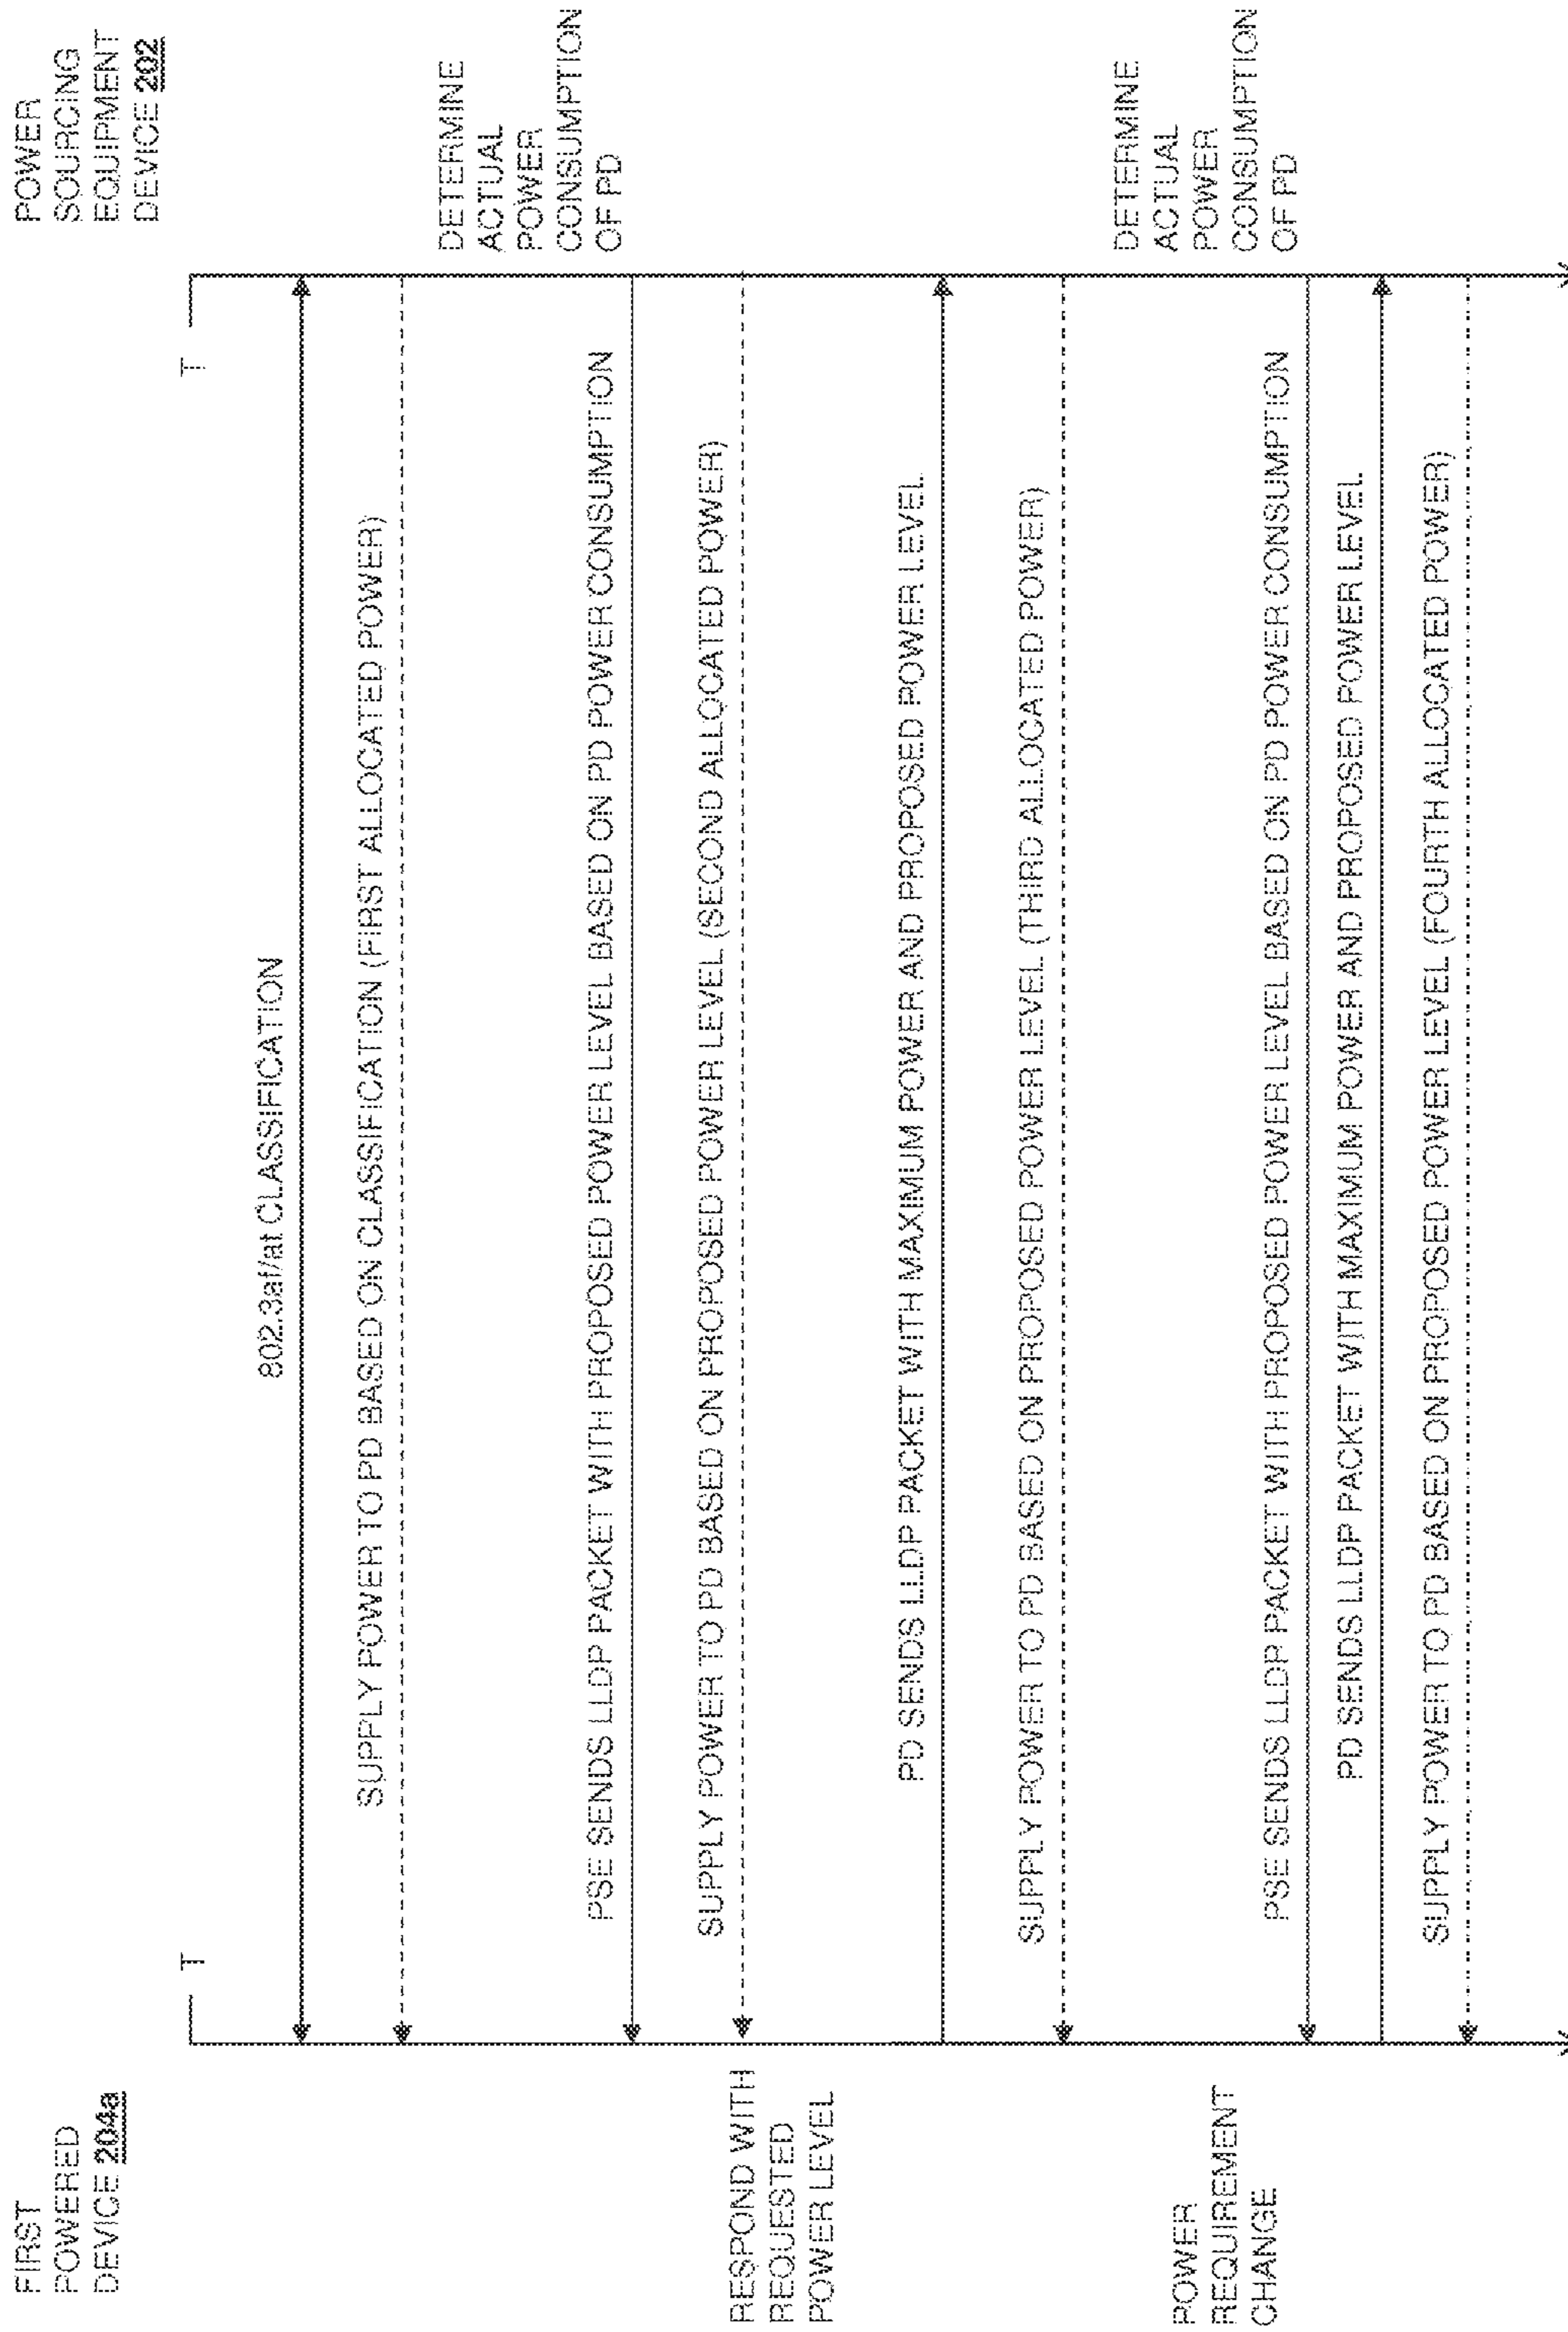 FIRST
POWERED
DEVICE 204a
POWER
SOURCING
EQUIPMENT
DEVICE 202
T
T
802.3af/at CLASSIFICATION
SUPPLY POWER TO PD BASED ON CLASSIFICATION (FIRST ALLOCATED POWER)
DETERMINE
ACTUAL
POWER
CONSUMPTION
OF PD
PSE SENDS LLDP PACKET WITH PROPOSED POWER LEVEL BASED ON PD POWER CONSUMPTION
SUPPLY POWER TO PD BASED ON PROPOSED POWER LEVEL (SECOND ALLOCATED POWER)
RESPOND WITH
REQUESTED
POWER LEVEL
PD SENDS LLDP PACKET WITH MAXIMUM POWER AND PROPOSED POWER LEVEL
SUPPLY POWER TO PD BASED ON PROPOSED POWER LEVEL (THIRD ALLOCATED POWER)
DETERMINE
ACTUAL
POWER
CONSUMPTION
OF PD
POWER
REQUIREMENT
CHANGE
PSE SENDS LLDP PACKET WITH PROPOSED POWER LEVEL BASED ON PD POWER CONSUMPTION
PD SENDS LLDP PACKET WITH MAXIMUM POWER AND PROPOSED POWER LEVEL
SUPPLY POWER TO PD BASED ON PROPOSED POWER LEVEL (FOURTH ALLOCATED POWER)